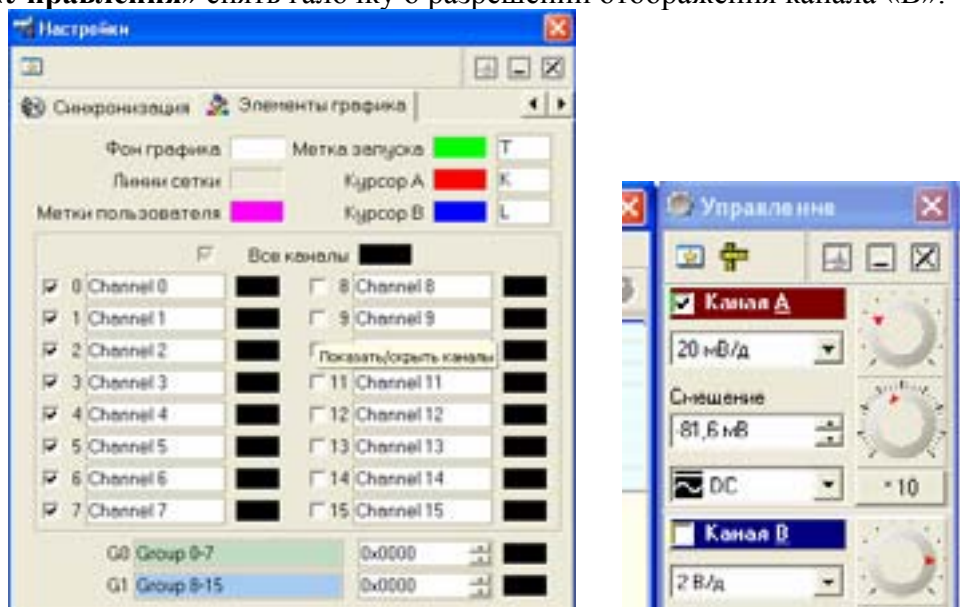 правления» снять галочку о разрешении отображения канала «В».
Настройки
Синхронизация Элементы графика
Фон графика Метка запуска T
Линии сетки Курсор A K
Метки пользователя Курсор B L
Все каналы
0 Channel 0 8 Channel 8
1 Channel 1 9 Channel 9
2 Channel 2 Показать/скрыть каналы
3 Channel 3 11 Channel 11
4 Channel 4 12 Channel 12
5 Channel 5 13 Channel 13
6 Channel 6 14 Channel 14
7 Channel 7 15 Channel 15
G0 Group 0-7 0x0000
G1 Group 8-15 0x0000
Управление
Канал A
20 мВ/д
Смещение
-81,6 мВ
DC * 10
Канал B
2 В/д